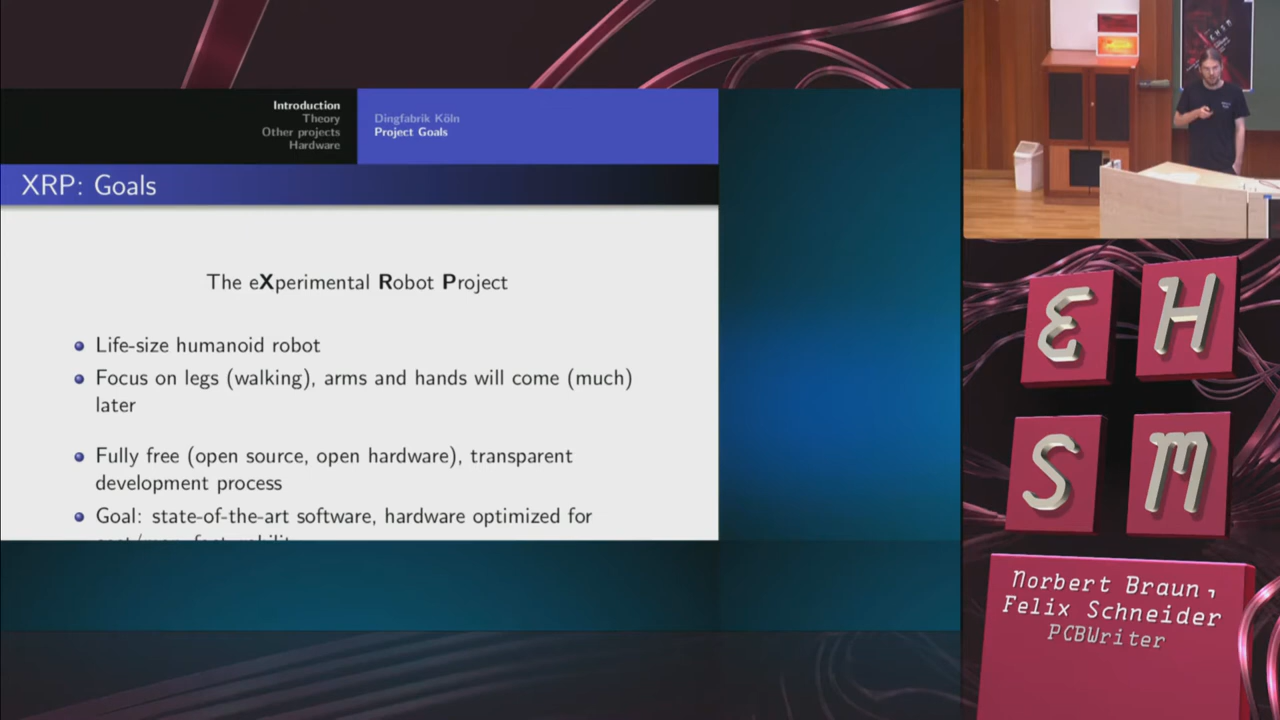 Introduction
Theory
Other projects
Hardware
Dingfabrik Köln
Project Goals
XRP: Goals
The eXperimental Robot Project
Life-size humanoid robot
Focus on legs (walking), arms and hands will come (much)
later
Fully free (open source, open hardware), transparent
development process
Goal: state-of-the-art software, hardware optimized for
E H
S M
Norbert Braun,
Felix Schneider
PCBWriter